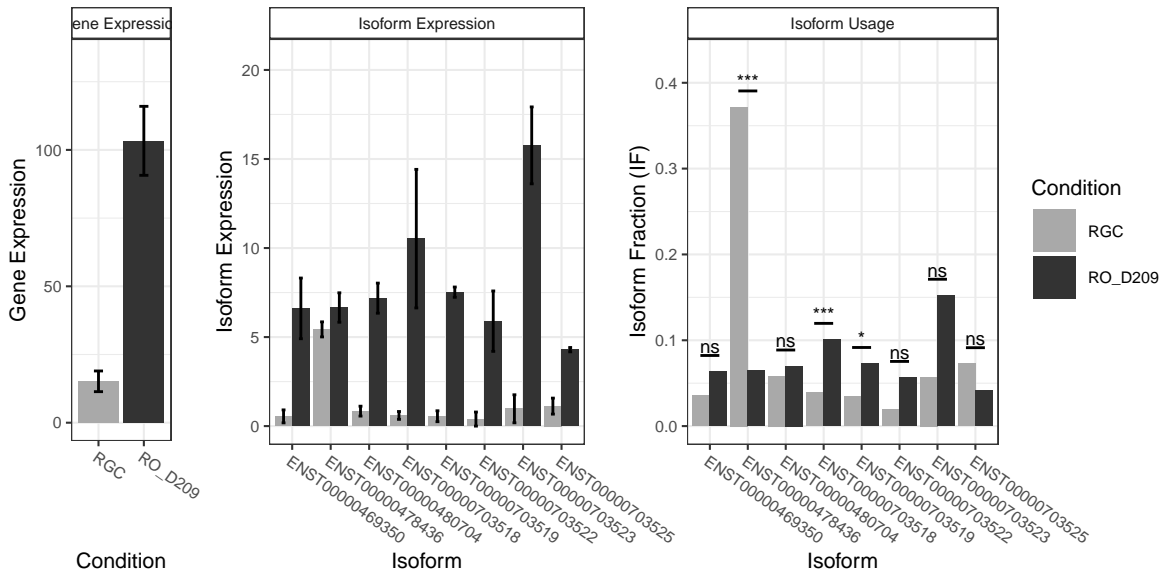 ene Expressio
Gene Expression
0
50
100
RGC
RO_D209
Condition
Isoform Expression
Isoform Expression
0
5
10
15
20
ENST00000469350
ENST00000478436
ENST00000480704
ENST00000703518
ENST00000703519
ENST00000703522
ENST00000703523
ENST00000703525
Isoform
Isoform Usage
Isoform Fraction (IF)
0.0
0.1
0.2
0.3
0.4
ns
***
ns
***
*
ns
ns
ns
ENST00000469350
ENST00000478436
ENST00000480704
ENST00000703518
ENST00000703519
ENST00000703522
ENST00000703523
ENST00000703525
Isoform
Condition
RGC
RO_D209